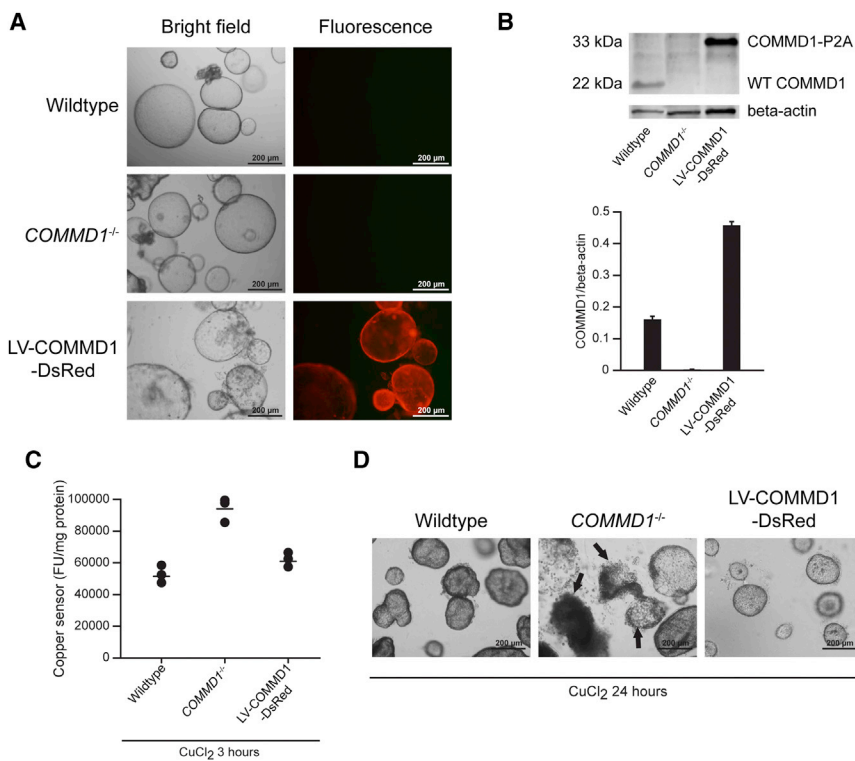 A
Bright field
Fluorescence
Wildtype
200 µm
200 µm
COMMD1-/-
200 µm
200 µm
LV-COMMD1
-DsRed
200 µm
200 µm
B
33 kDa
COMMD1-P2A
22 kDa
WT COMMD1
beta-actin
Wildtype
COMMD1-/-
LV-COMMD1
-DsRed
COMMD1/beta-actin
0.5
0.4
0.3
0.2
0.1
0
Wildtype
COMMD1-/-
LV-COMMD1
-DsRed
C
Copper sensor (FU/mg protein)
100000
80000
60000
40000
20000
0
Wildtype
COMMD1-/-
LV-COMMD1
-DsRed
CuCl2 3 hours
D
Wildtype
COMMD1-/-
LV-COMMD1
-DsRed
200 µm
200 µm
200 µm
CuCl2 24 hours